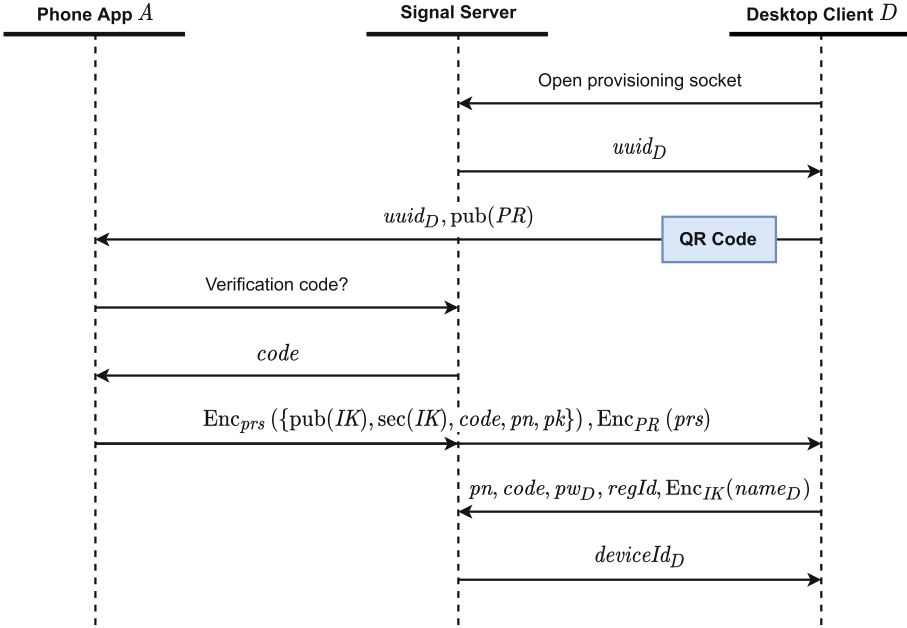 Phone App A
Signal Server
Desktop Client D
Open provisioning socket
uuid_D
uuid_D, pub(PR)
QR Code
Verification code?
code
Enc_prs ({pub(IK), sec(IK), code, pn, pk}), Enc_PR (prs)
pn, code, pw_D, regId, Enc_IK(name_D)
deviceId_D